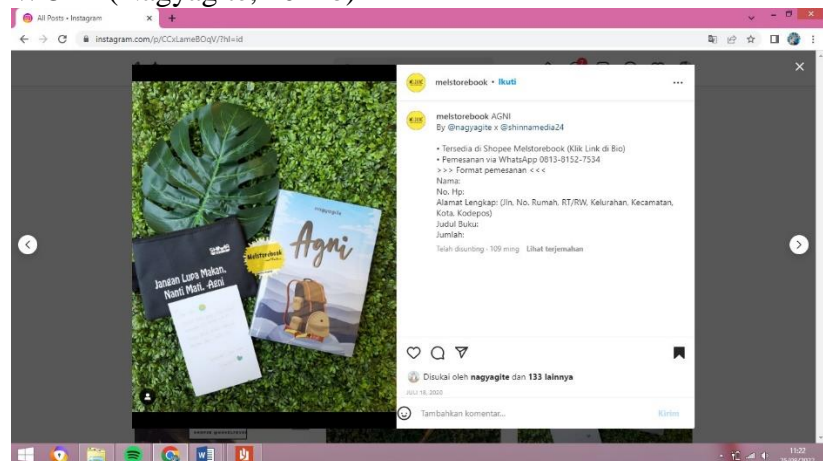 All Posts • Instagram
instagram.com/p/CCxLameBOqV/?hl=id
melstorebook • Ikuti
melstorebook AGNI
By @nagyagite x @shinnamedia24
• Tersedia di Shopee Melstorebook (Klik Link di Bio)
• Pemesanan via WhatsApp 0813-8152-7534
>>> Format pemesanan <<<
Nama:
No. Hp:
Alamat Lengkap: (Jln, No. Rumah, RT/RW, Kelurahan, Kecamatan,
Kota, Kodepos)
Judul Buku:
Jumlah:
Telah disunting · 109 mng Lihat terjemahan
nagyagite
Agni
Melstorebook
Jangan Lupa Makan,
Nanti Mati. -Agni
Disukai oleh nagyagite dan 133 lainnya
JULI 18, 2020
Tambahkan komentar...
Kirim
11:22